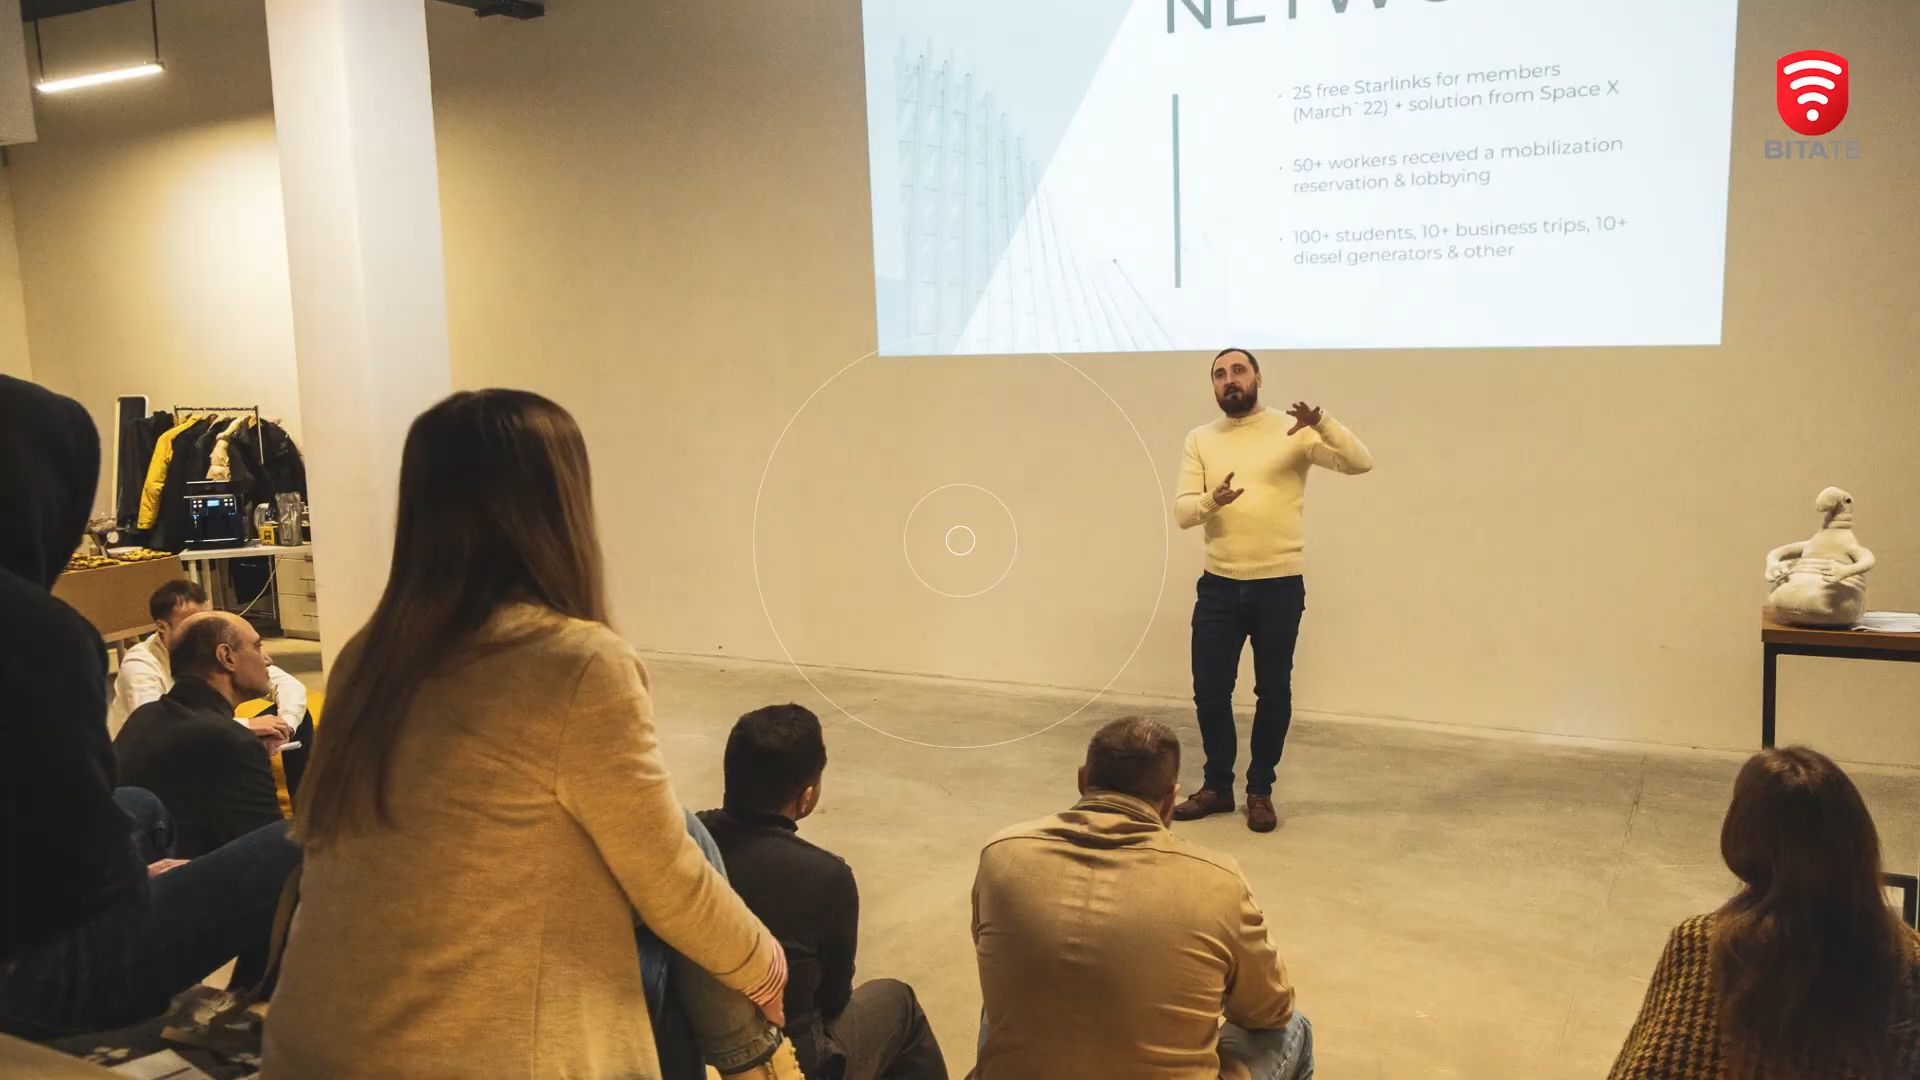 25 free Starlinks for members
(March`22) + solution from Space X
50+ workers received a mobilization
reservation & lobbying
100+ students, 10+ business trips, 10+
diesel generators & other
ВІТАТБ